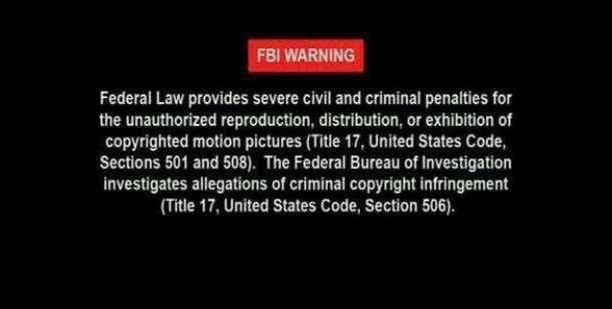 FBI WARNING
Federal Law provides severe civil and criminal penalties for
the unauthorized reproduction, distribution, or exhibition of
copyrighted motion pictures (Title 17, United States Code,
Sections 501 and 508). The Federal Bureau of Investigation
investigates allegations of criminal copyright infringement
(Title 17, United States Code, Section 506).